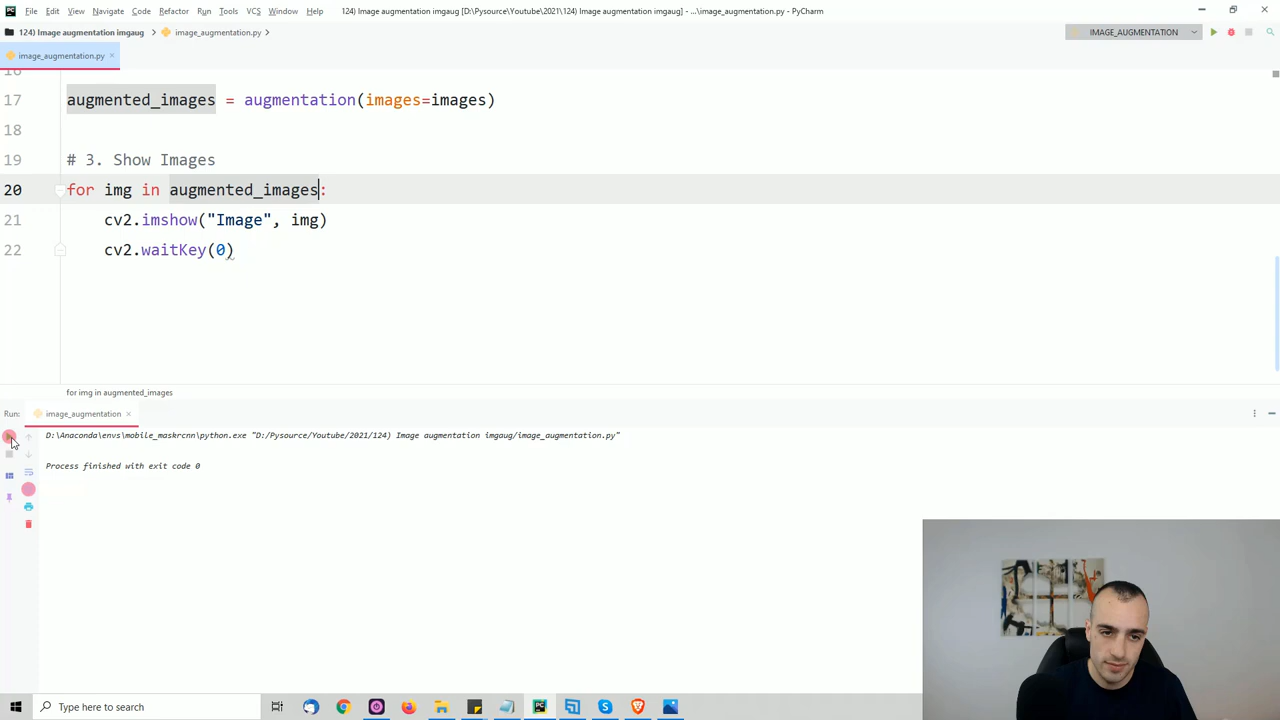 File Edit View Navigate Code Refactor Run Tools VCS Window Help 124) Image augmentation imgaug [D:\Pysource\Youtube\2021\124) Image augmentation imgaug] - ...\image_augmentation.py - PyCharm
124) Image augmentation imgaug image_augmentation.py IMAGE_AUGMENTATION
image_augmentation.py
16
17 augmented_images = augmentation(images=images)
18
19 # 3. Show Images
20 for img in augmented_images:
21 cv2.imshow("Image", img)
22 cv2.waitKey(0)
for img in augmented_images
Run: image_augmentation
D:\Anaconda\envs\mobile_maskrcnn\python.exe "D:/Pysource/Youtube/2021/124) Image augmentation imgaug/image_augmentation.py"
Process finished with exit code 0
Type here to search